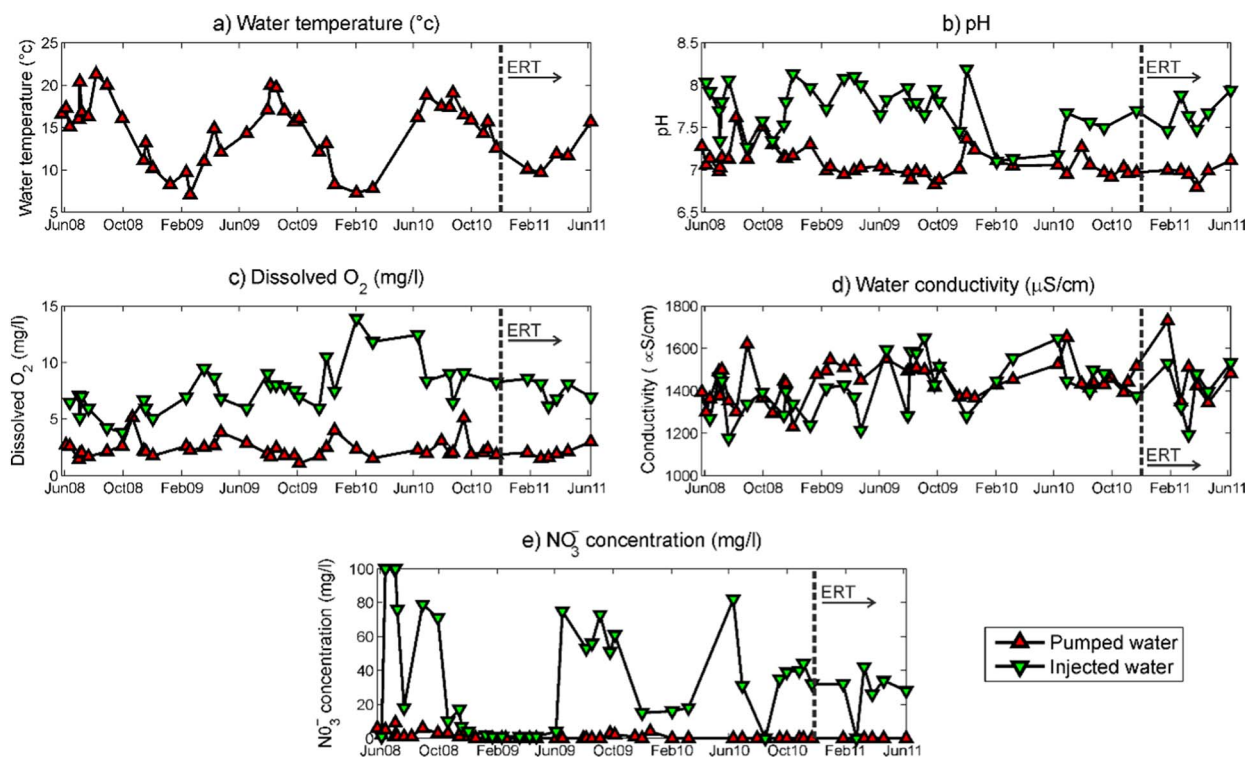 a) Water temperature (°c)
Water temperature (°c)
25
20
15
10
5
ERT
Jun08 Oct08 Feb09 Jun09 Oct09 Feb10 Jun10 Oct10 Feb11 Jun11
b) pH
pH
8.5
8
7.5
7
6.5
ERT
Jun08 Oct08 Feb09 Jun09 Oct09 Feb10 Jun10 Oct10 Feb11 Jun11
c) Dissolved O2 (mg/l)
Dissolved O2 (mg/l)
15
10
5
0
ERT
Jun08 Oct08 Feb09 Jun09 Oct09 Feb10 Jun10 Oct10 Feb11 Jun11
d) Water conductivity (μS/cm)
Conductivity ( ∝S/cm)
1800
1600
1400
1200
1000
ERT
Jun08 Oct08 Feb09 Jun09 Oct09 Feb10 Jun10 Oct10 Feb11 Jun11
e) NO3- concentration (mg/l)
NO3- concentration (mg/l)
100
80
60
40
20
0
ERT
Jun08 Oct08 Feb09 Jun09 Oct09 Feb10 Jun10 Oct10 Feb11 Jun11
Pumped water
Injected water